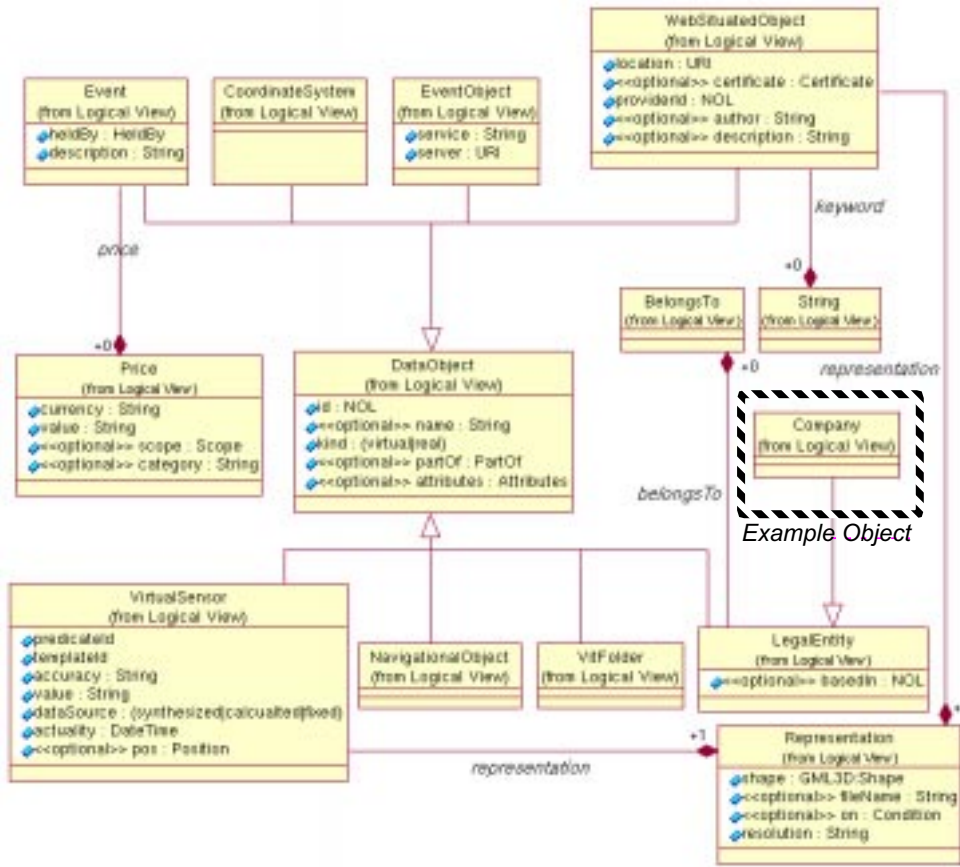 WebSituatedObject
(from Logical View)
location : URI
<<optional>> certificate : Certificate
providerId : NOL
<<optional>> author : String
<<optional>> description : String
Event
(from Logical View)
heldBy : HeldBy
description : String
CoordinateSystem
(from Logical View)
EventObject
(from Logical View)
service : String
server : URI
keyword
price
+0
BelongsTo
(from Logical View)
String
(from Logical View)
+0
Price
(from Logical View)
currency : String
value : String
<<optional>> scope : Scope
<<optional>> category : String
DataObject
(from Logical View)
id : NOL
<<optional>> name : String
kind : (virtual|real)
<<optional>> partOf : PartOf
<<optional>> attributes : Attributes
+0
representation
Company
(from Logical View)
belongsTo
Example Object
VirtualSensor
(from Logical View)
predicateId
templateId
accuracy : String
value : String
dataSource : (synthesized|calcualted|fixed)
actuality : DateTime
<<optional>> pos : Position
NavigationalObject
(from Logical View)
VitFolder
(from Logical View)
LegalEntity
(from Logical View)
<<optional>> basedIn : NOL
+1
representation
Representation
(from Logical View)
shape : GML3D:Shape
<<optional>> fileName : String
<<optional>> on : Condition
resolution : String